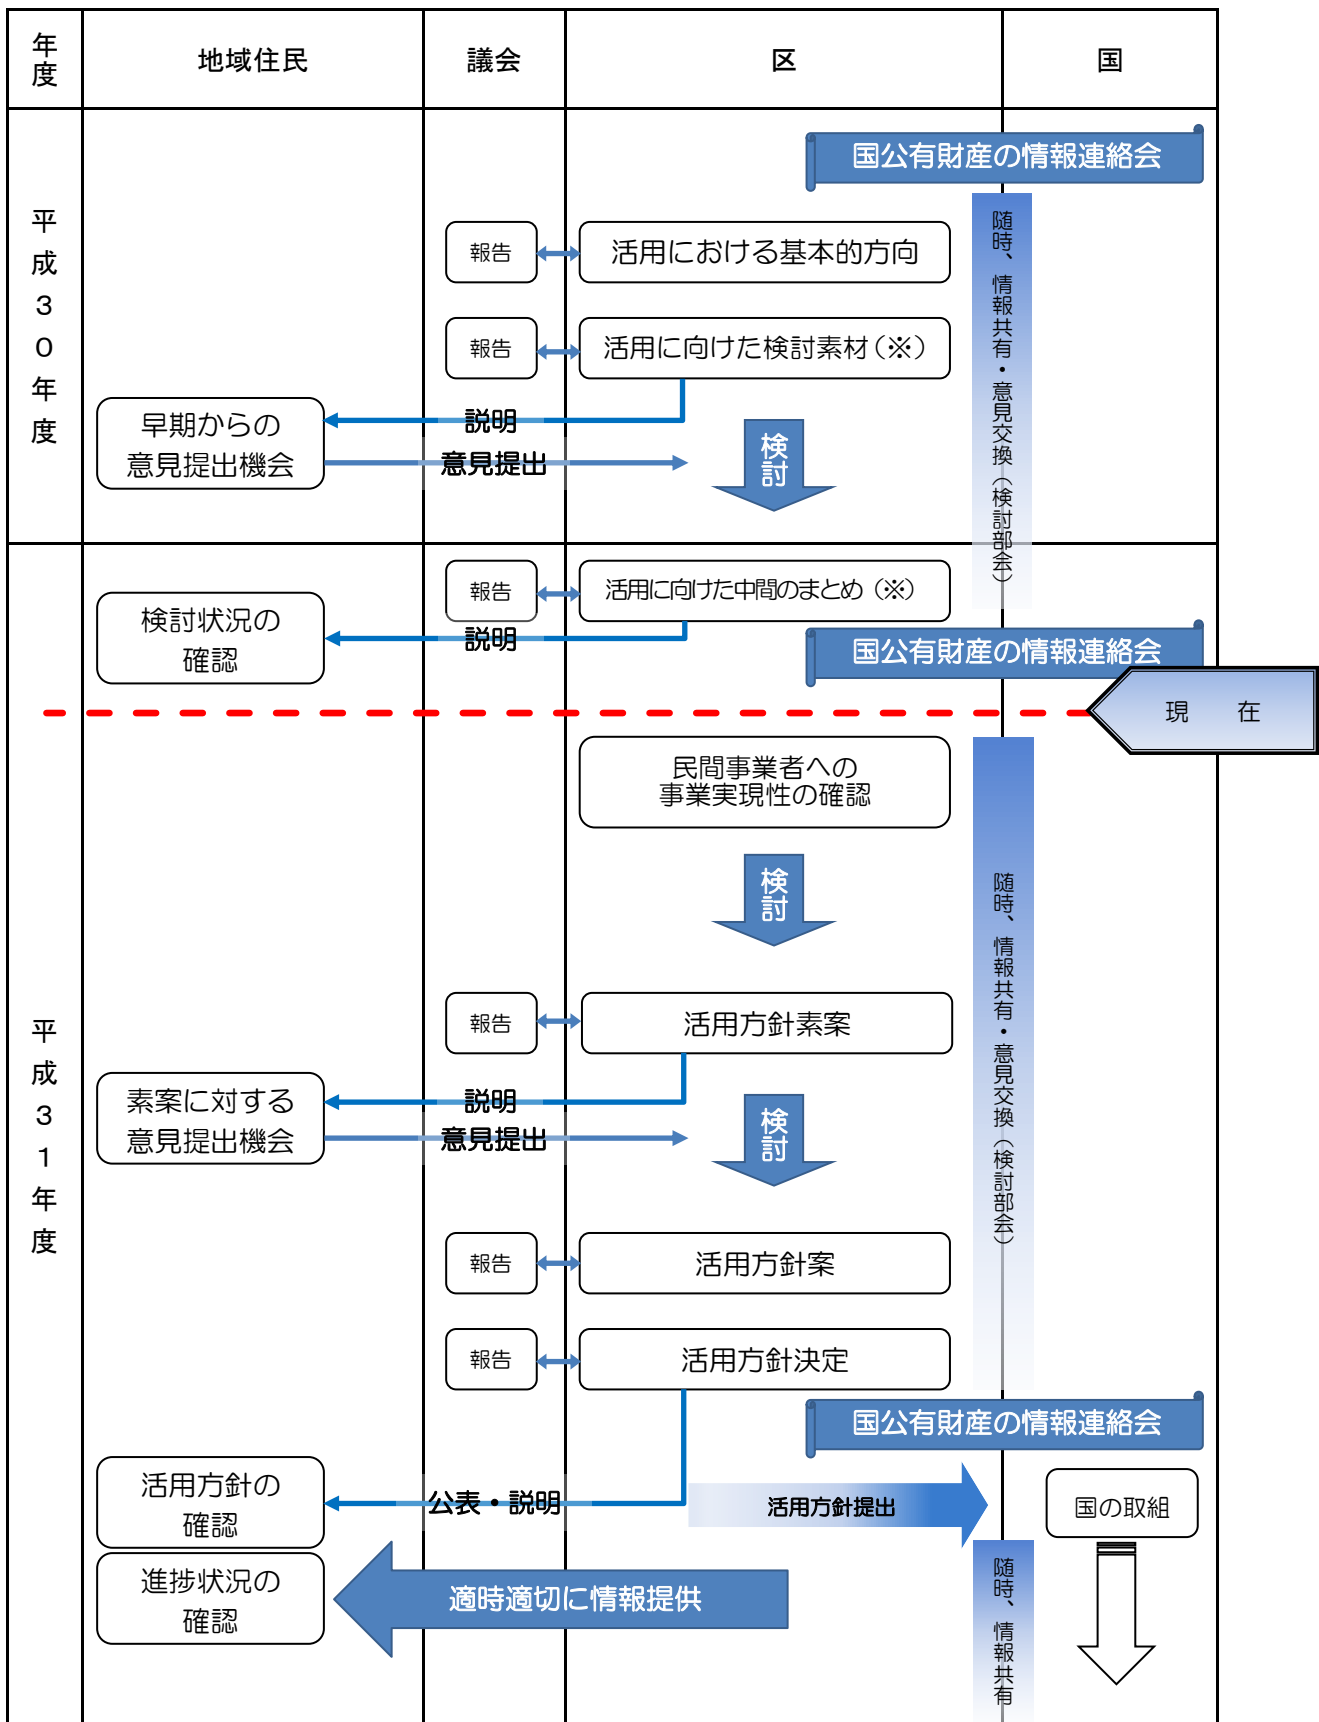 年度
地域住民
議会
区
国
平成３０年度
国公有財産の情報連絡会
随時、情報共有・意見交換（検討部会）
報告
活用における基本的方向
報告
活用に向けた検討素材（※）
説明
早期からの
意見提出機会
意見提出
検討
平成３１年度
報告
活用に向けた中間のまとめ（※）
検討状況の
確認
説明
国公有財産の情報連絡会
現　在
民間事業者への
事業実現性の確認
検討
随時、情報共有・意見交換（検討部会）
報告
活用方針素案
素案に対する
意見提出機会
説明
意見提出
検討
報告
活用方針案
報告
活用方針決定
国公有財産の情報連絡会
活用方針の
確認
公表・説明
活用方針提出
国の取組
進捗状況の
確認
適時適切に情報提供
随時、情報共有